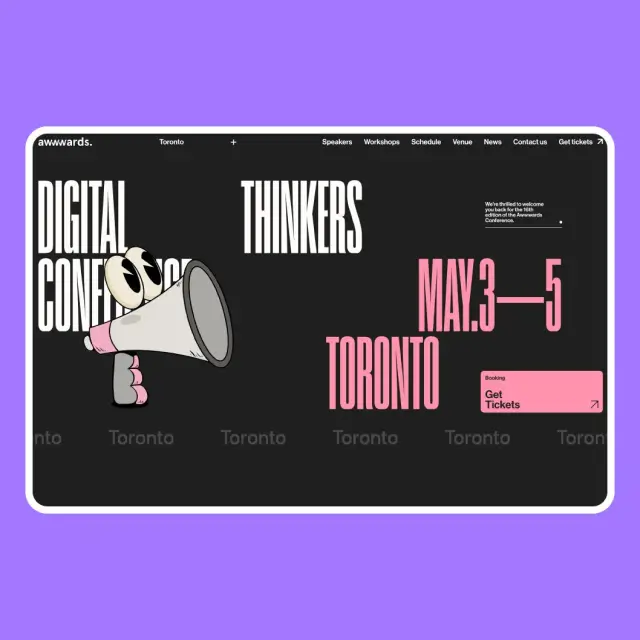 awwwards.
Toronto
+
Speakers Workshops Schedule Venue News Contact us Get tickets
DIGITAL THINKERS
We're thrilled to welcome
you back for the 16th
edition of the Awwwards
Conference.
MAY.3—5
TORONTO
Booking
Get
Tickets
nto Toronto Toronto Toronto Toronto Toron